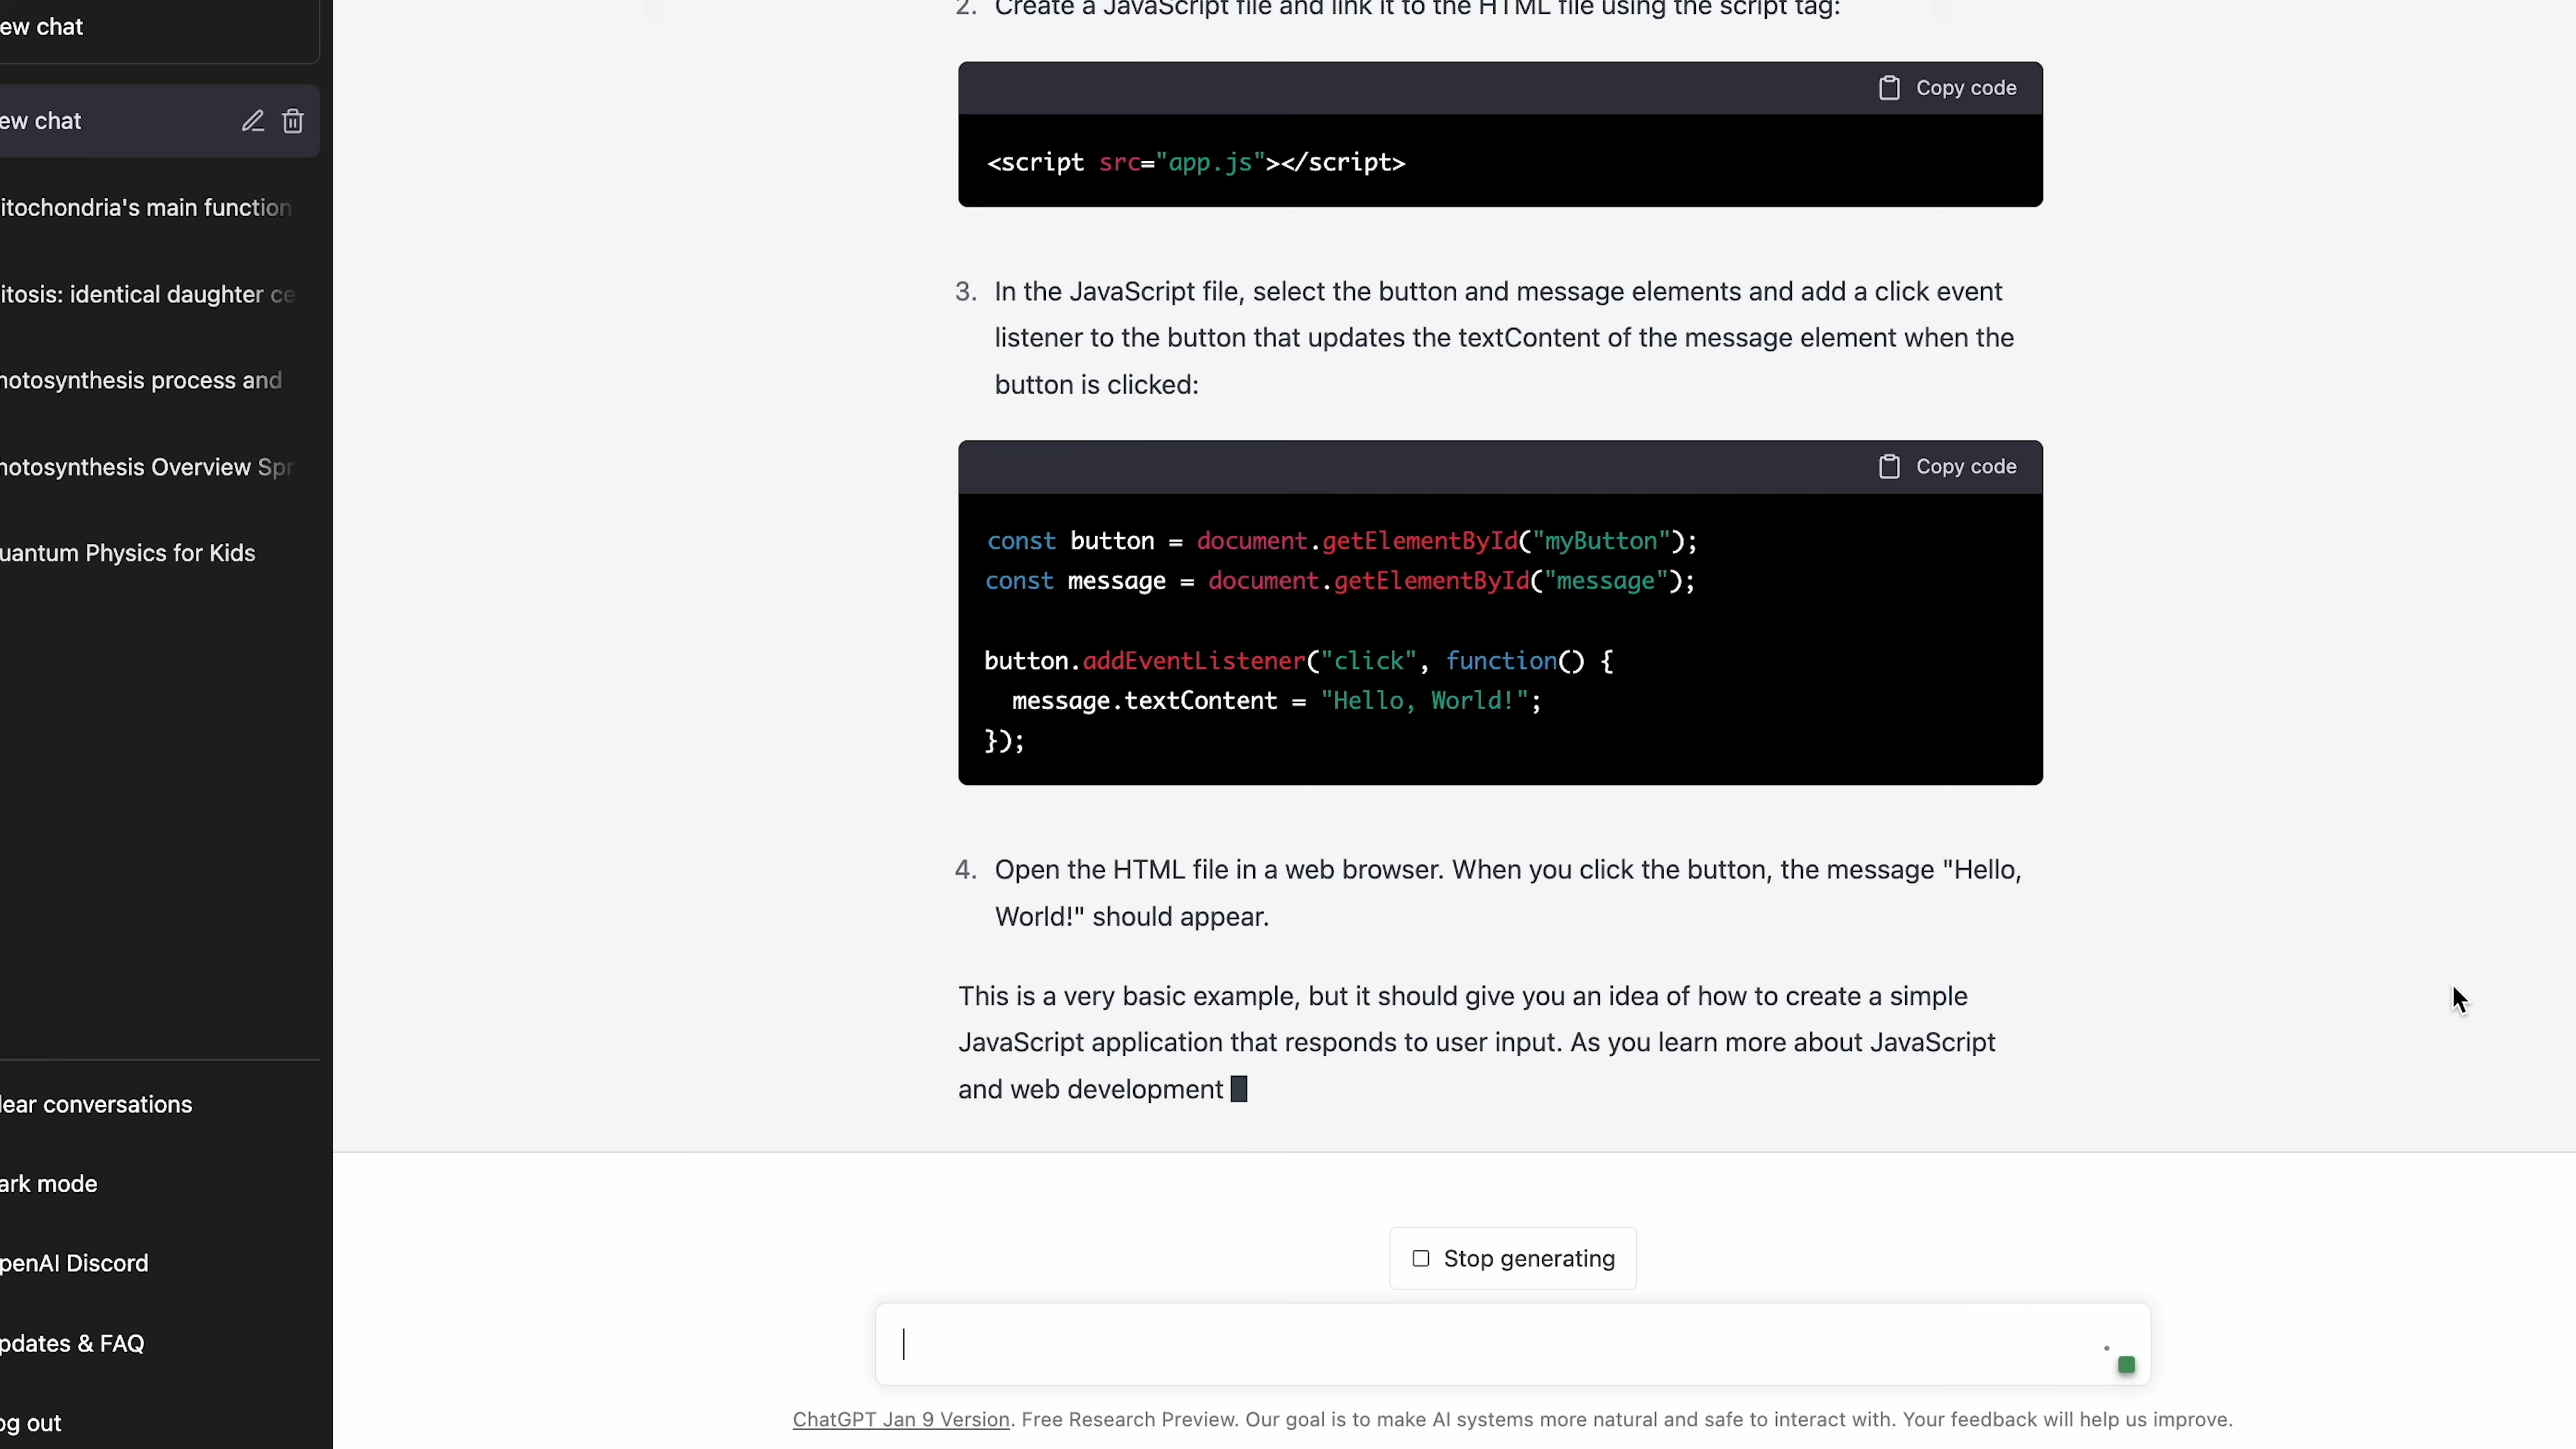 ew chat
ew chat
itochondria's main function
itosis: identical daughter ce
hotosynthesis process and
hotosynthesis Overview Spr
uantum Physics for Kids
lear conversations
ark mode
penAI Discord
pdates & FAQ
og out
2. Create a JavaScript file and link it to the HTML file using the script tag:
Copy code
<script src="app.js"></script>
3. In the JavaScript file, select the button and message elements and add a click event
listener to the button that updates the textContent of the message element when the
button is clicked:
Copy code
const button = document.getElementById("myButton");
const message = document.getElementById("message");
button.addEventListener("click", function() {
  message.textContent = "Hello, World!";
});
4. Open the HTML file in a web browser. When you click the button, the message "Hello,
World!" should appear.
This is a very basic example, but it should give you an idea of how to create a simple
JavaScript application that responds to user input. As you learn more about JavaScript
and web development
Stop generating
ChatGPT Jan 9 Version. Free Research Preview. Our goal is to make AI systems more natural and safe to interact with. Your feedback will help us improve.